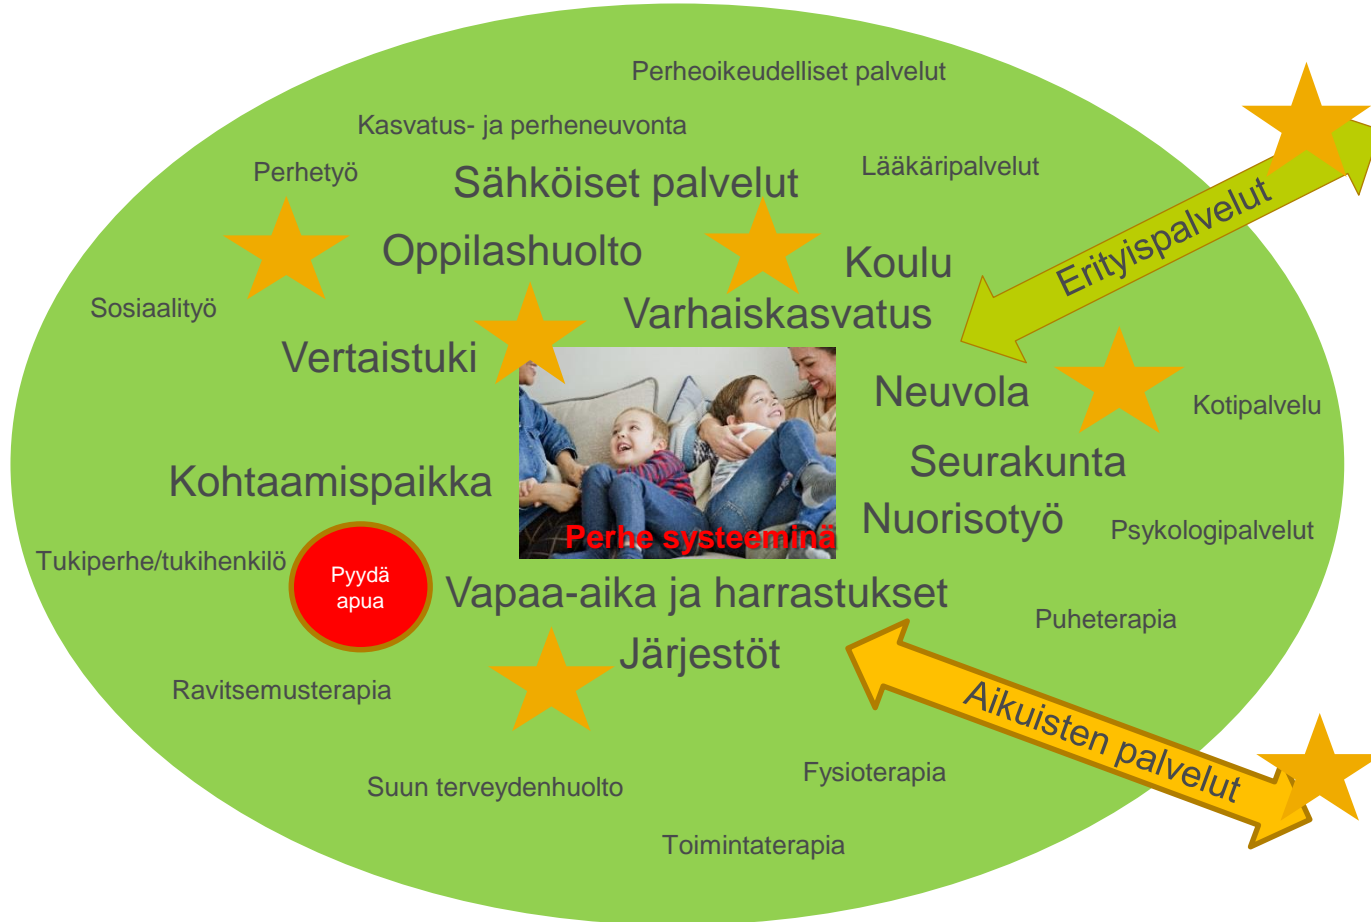 Perheoikeudelliset palvelut
Kasvatus- ja perheneuvonta
Perhetyö
Sähköiset palvelut
Lääkäripalvelut
Erityispalvelut
Oppilashuolto
Koulu
Sosiaalityö
Varhaiskasvatus
Vertaistuki
Neuvola
Kotipalvelu
Seurakunta
Kohtaamispaikka
Nuorisotyö
Psykologipalvelut
Perhe systeeminä
Tukiperhe/tukihenkilö
Pyydä
apua
Vapaa-aika ja harrastukset
Puheterapia
Järjestöt
Ravitsemusterapia
Aikuisten palvelut
Fysioterapia
Suun terveydenhuolto
Toimintaterapia